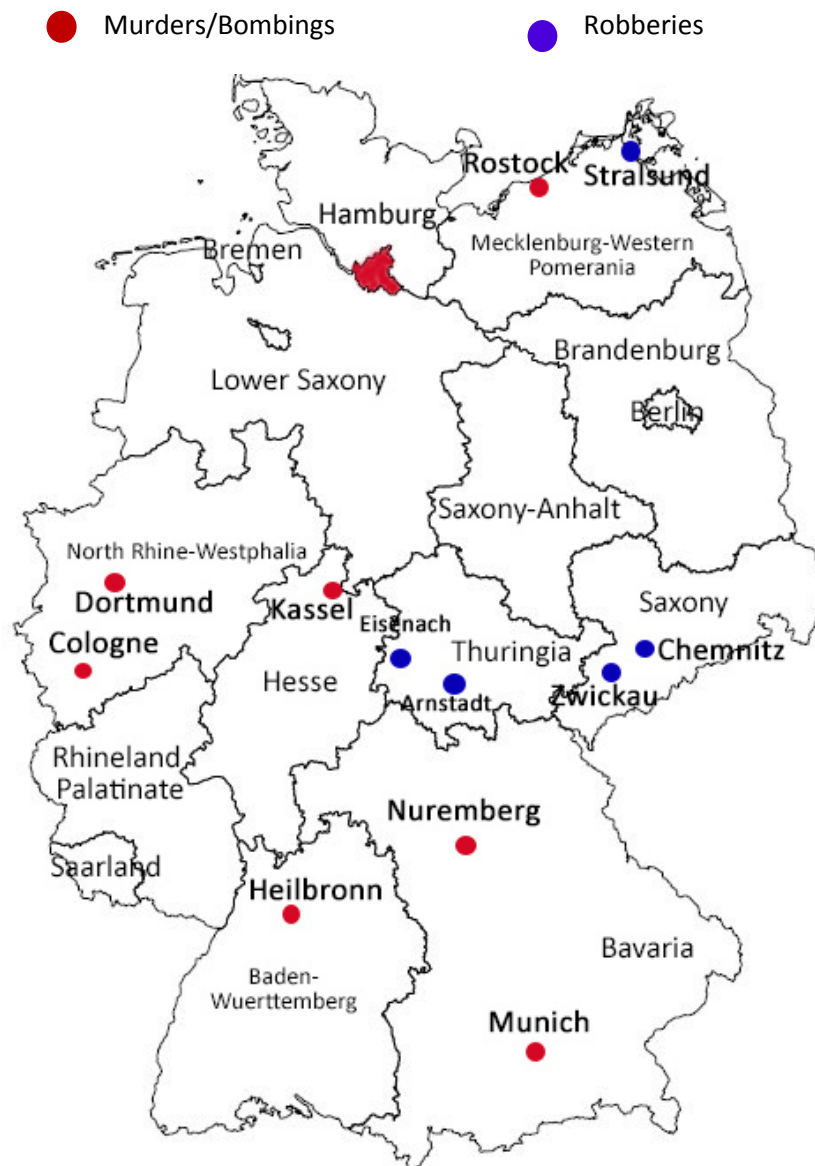 Murders/Bombings
Robberies
Rostock
Stralsund
Hamburg
Mecklenburg-Western
Pomerania
Bremen
Brandenburg
Lower Saxony
Berlin
Saxony-Anhalt
North Rhine-Westphalia
Dortmund
Kassel
Saxony
Eisenach
Cologne
Thuringia
Chemnitz
Hesse
Arnstadt
Zwickau
Rhineland
Palatinate
Nuremberg
Saarland
Heilbronn
Bavaria
Baden-
Wuerttemberg
Munich